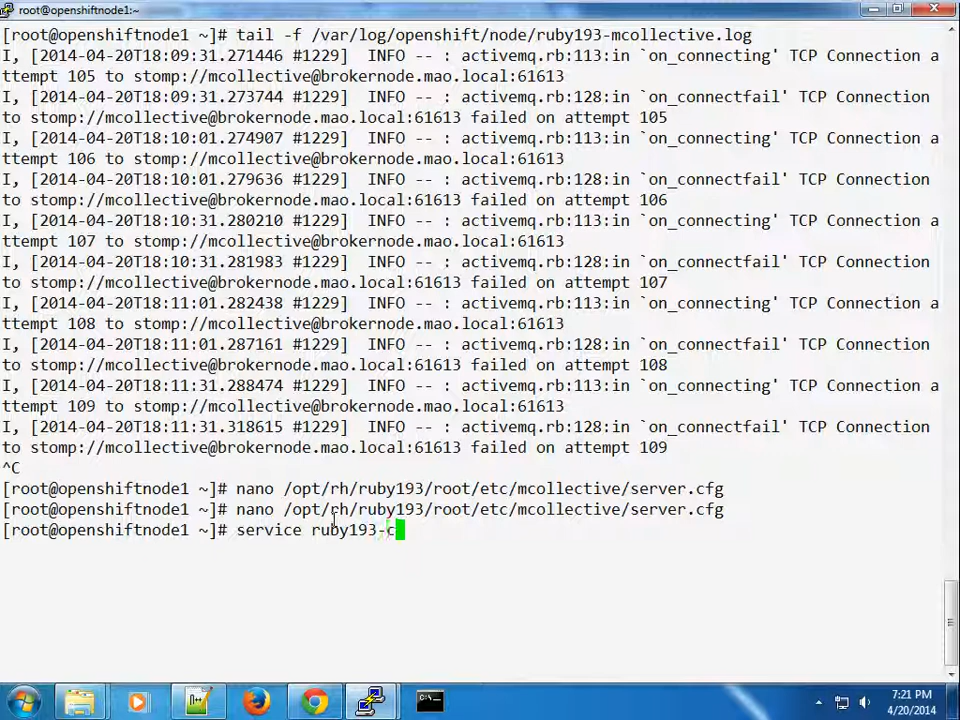 root@openshiftnode1:~
[root@openshiftnode1 ~]# tail -f /var/log/openshift/node/ruby193-mcollective.log
I, [2014-04-20T18:09:31.271446 #1229]  INFO -- : activemq.rb:113:in `on_connecting' TCP Connection a
ttempt 105 to stomp://mcollective@brokernode.mao.local:61613
I, [2014-04-20T18:09:31.273744 #1229]  INFO -- : activemq.rb:128:in `on_connectfail' TCP Connection
to stomp://mcollective@brokernode.mao.local:61613 failed on attempt 105
I, [2014-04-20T18:10:01.274907 #1229]  INFO -- : activemq.rb:113:in `on_connecting' TCP Connection a
ttempt 106 to stomp://mcollective@brokernode.mao.local:61613
I, [2014-04-20T18:10:01.279636 #1229]  INFO -- : activemq.rb:128:in `on_connectfail' TCP Connection
to stomp://mcollective@brokernode.mao.local:61613 failed on attempt 106
I, [2014-04-20T18:10:31.280210 #1229]  INFO -- : activemq.rb:113:in `on_connecting' TCP Connection a
ttempt 107 to stomp://mcollective@brokernode.mao.local:61613
I, [2014-04-20T18:10:31.281983 #1229]  INFO -- : activemq.rb:128:in `on_connectfail' TCP Connection
to stomp://mcollective@brokernode.mao.local:61613 failed on attempt 107
I, [2014-04-20T18:11:01.282438 #1229]  INFO -- : activemq.rb:113:in `on_connecting' TCP Connection a
ttempt 108 to stomp://mcollective@brokernode.mao.local:61613
I, [2014-04-20T18:11:01.287161 #1229]  INFO -- : activemq.rb:128:in `on_connectfail' TCP Connection
to stomp://mcollective@brokernode.mao.local:61613 failed on attempt 108
I, [2014-04-20T18:11:31.288474 #1229]  INFO -- : activemq.rb:113:in `on_connecting' TCP Connection a
ttempt 109 to stomp://mcollective@brokernode.mao.local:61613
I, [2014-04-20T18:11:31.318615 #1229]  INFO -- : activemq.rb:128:in `on_connectfail' TCP Connection
to stomp://mcollective@brokernode.mao.local:61613 failed on attempt 109
^C
[root@openshiftnode1 ~]# nano /opt/rh/ruby193/root/etc/mcollective/server.cfg
[root@openshiftnode1 ~]# nano /opt/rh/ruby193/root/etc/mcollective/server.cfg
[root@openshiftnode1 ~]# service ruby193-c
7:21 PM
4/20/2014